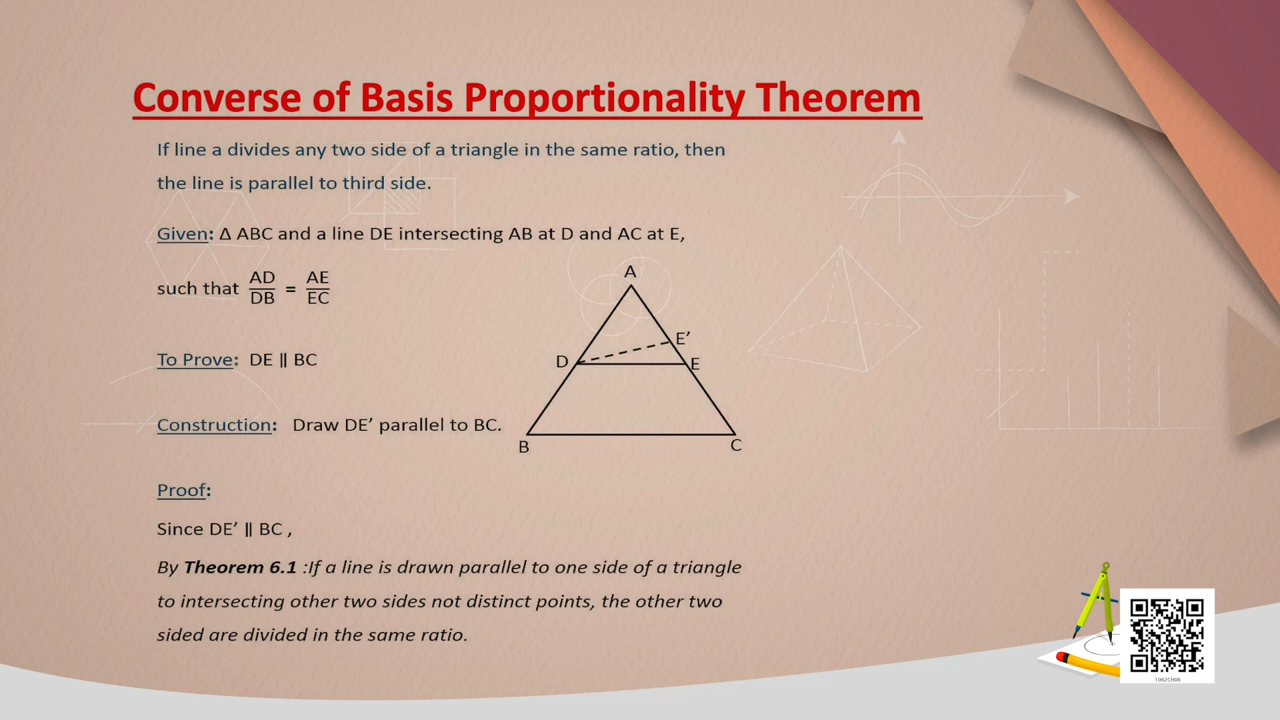 Converse of Basis Proportionality Theorem
If line a divides any two side of a triangle in the same ratio, then
the line is parallel to third side.
Given: Δ ABC and a line DE intersecting AB at D and AC at E,
such that AD/DB = AE/EC
A
E’
D
E
B
C
To Prove: DE ∥ BC
Construction: Draw DE’ parallel to BC.
Proof:
Since DE’ ∥ BC ,
By Theorem 6.1 :If a line is drawn parallel to one side of a triangle
to intersecting other two sides not distinct points, the other two
sided are divided in the same ratio.
1062CH06